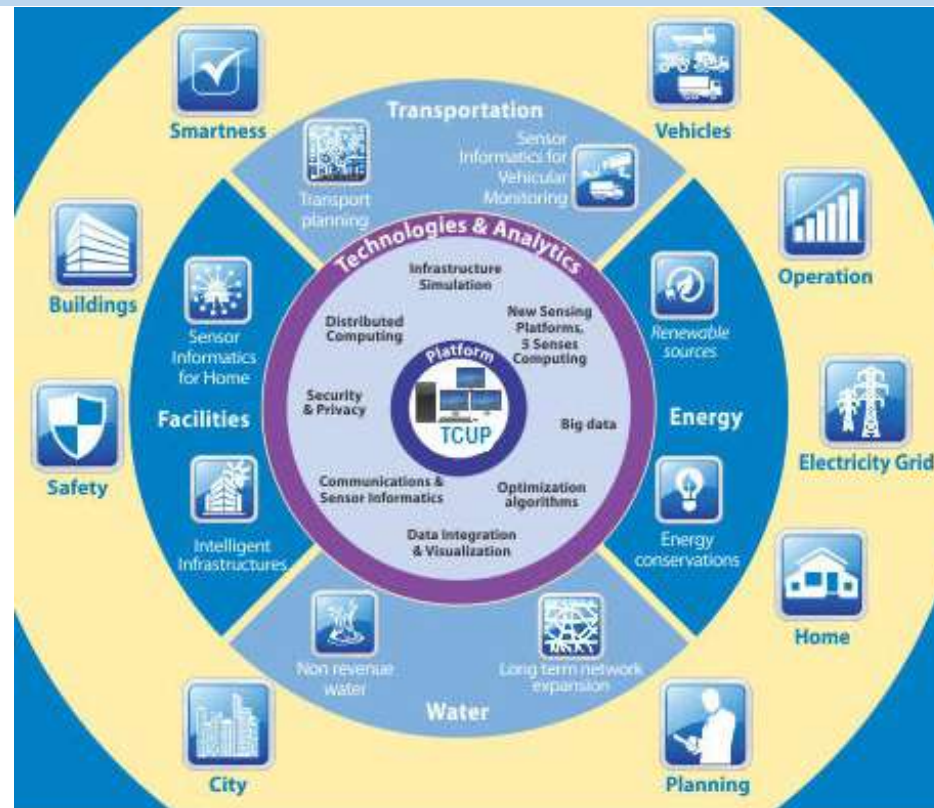 Smartness
Vehicles
Transportation
Transport
planning
Sensor
Informatics for
Vehicular
Monitoring
Buildings
Operation
Technologies & Analytics
Infrastructure
Simulation
Distributed
Computing
New Sensing
Platforms,
5 Senses
Computing
Sensor
Informatics
for Home
Renewable
sources
Platform
TCUP
Security
& Privacy
Big data
Facilities
Energy
Safety
Electricity Grid
Communications &
Sensor Informatics
Optimization
algorithms
Data Integration
& Visualization
Intelligent
Infrastructures
Energy
conservations
Home
Non revenue
water
Long term network
expansion
Water
City
Planning